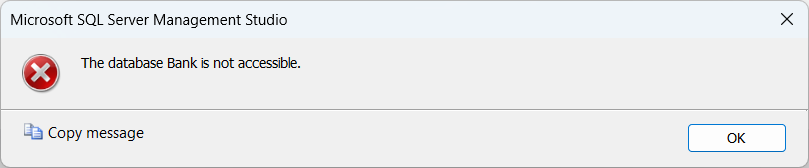 Microsoft SQL Server Management Studio
The database Bank is not accessible.
Copy message
OK